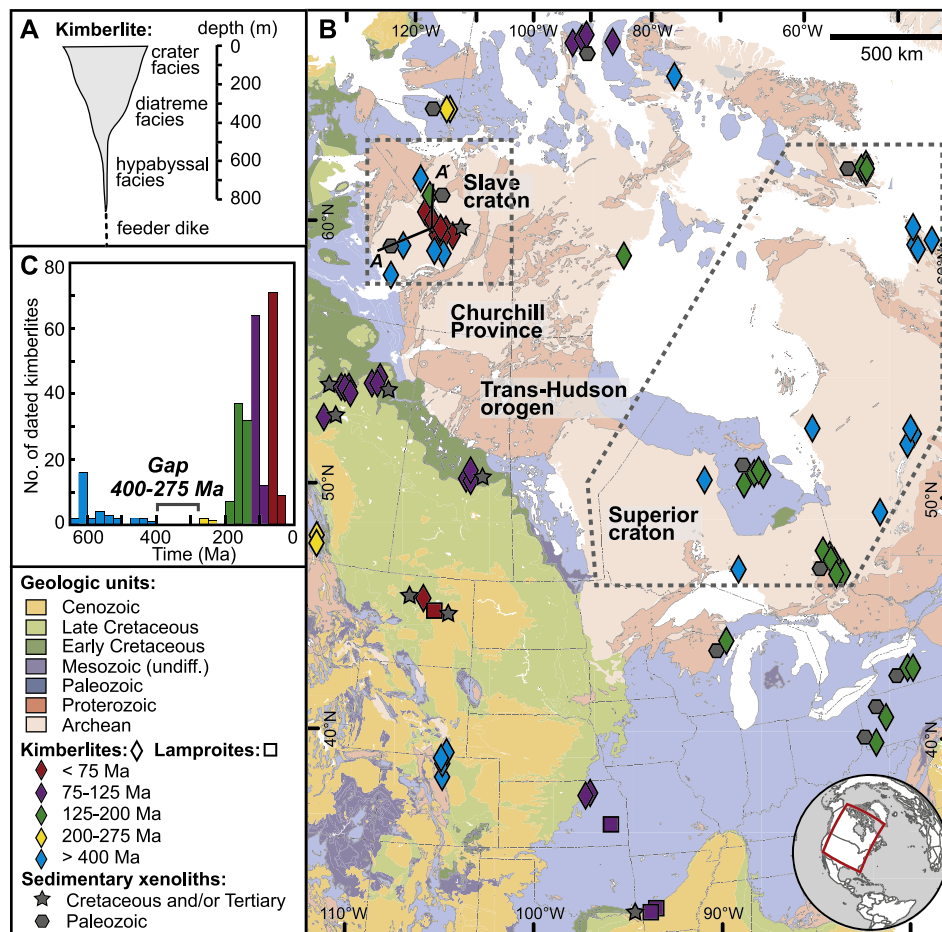 A Kimberlite: depth (m)
crater
facies
diatreme
facies
hypabyssal
facies
feeder dike
0
200
400
600
800
C
80
60
40
20
0
No. of dated kimberlites
Gap
400-275 Ma
600 400 200 0
Time (Ma)
Geologic units:
Cenozoic
Late Cretaceous
Early Cretaceous
Mesozoic (undiff.)
Paleozoic
Proterozoic
Archean
Kimberlites: Lamproites:
< 75 Ma
75-125 Ma
125-200 Ma
200-275 Ma
> 400 Ma
Sedimentary xenoliths:
Cretaceous and/or Tertiary
Paleozoic
B
120°W
100°W
80°W
60°W
500 km
A´
Slave
craton
60°N
A
60°N
Churchill
Province
Trans-Hudson
orogen
50°N
50°N
Superior
craton
40°N
40°N
110°W
100°W
90°W